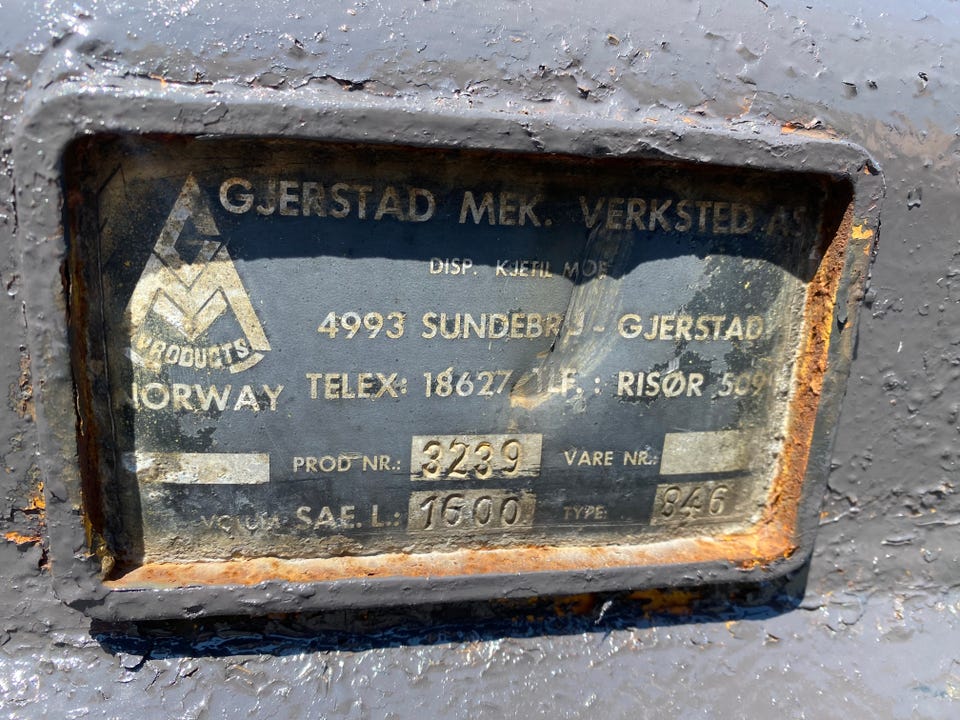 GJERSTAD MEK. VERKSTED AS
DISP. KJETIL MOE
4993 SUNDEBRU - GJERSTAD
PRODUCTS
NORWAY
TELEX: 18627 TLF. : RISØR
PROD NR.: 3239 VARE NR.:
VOLUM SAE. L.: 1600 TYPE: 846